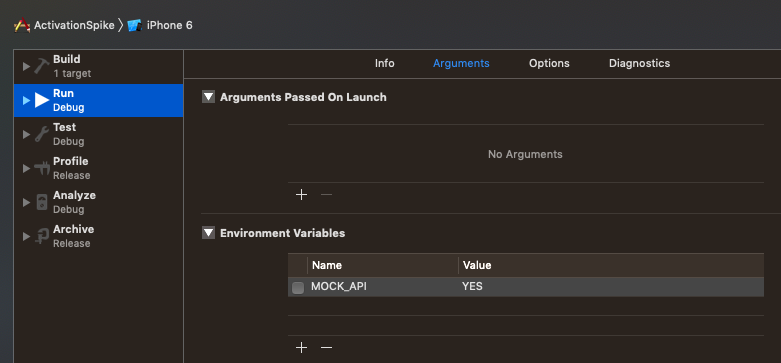 ActivationSpike iPhone 6
Build
1 target
Run
Debug
Test
Debug
Profile
Release
Analyze
Debug
Archive
Release
Info Arguments Options Diagnostics
Arguments Passed On Launch
No Arguments
Environment Variables
Name Value
MOCK_API YES